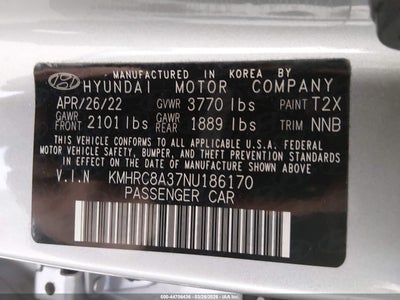 MANUFACTURED IN KOREA BY
HYUNDAI MOTOR COMPANY
APR/26/22 GVWR 3770 lbs PAINT T2X
GAWR FRONT 2101 lbs GAWR REAR 1889 lbs TRIM NNB
THIS VEHICLE CONFORMS TO ALL APPLICABLE U.S.A. FEDERAL
MOTOR VEHICLE SAFETY, BUMPER, AND THEFT PREVENTION STANDARDS
IN EFFECT ON THE DATE OF MANUFACTURE SHOWN ABOVE.
V.I.N KMHRC8A37NU186170
PASSENGER CAR